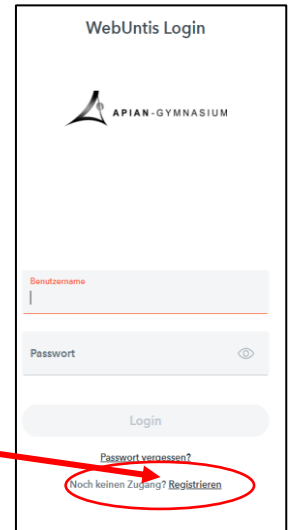 WebUntis Login
APIAN-GYMNASIUM
Benutzername
Passwort
Login
Passwort vergessen?
Noch keinen Zugang? Registrieren